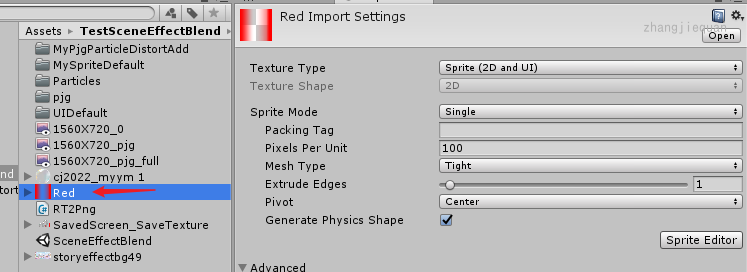 Assets ▸ TestSceneEffectBlend
MyPjgParticleDistortAdd
MySpriteDefault
Particles
pjg
UIDefault
1560X720_0
1560X720_pjg
1560X720_pjg_full
cj2022_myym 1
Red
RT2Png
SavedScreen_SaveTexture
SceneEffectBlend
storyeffectbg49
nd
tort
Red Import Settings
zhangjiequan
Open
Texture Type Sprite (2D and UI)
Texture Shape 2D
Sprite Mode Single
Packing Tag
Pixels Per Unit 100
Mesh Type Tight
Extrude Edges 1
Pivot Center
Generate Physics Shape
Sprite Editor
Advanced